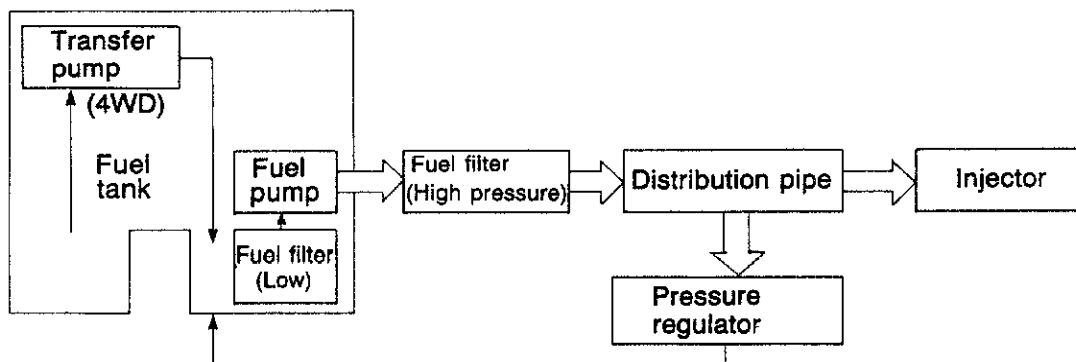 Transfer
pump
(4WD)
Fuel
tank
Fuel
pump
Fuel filter
(Low)
Fuel filter
(High pressure)
Distribution pipe
Injector
Pressure
regulator